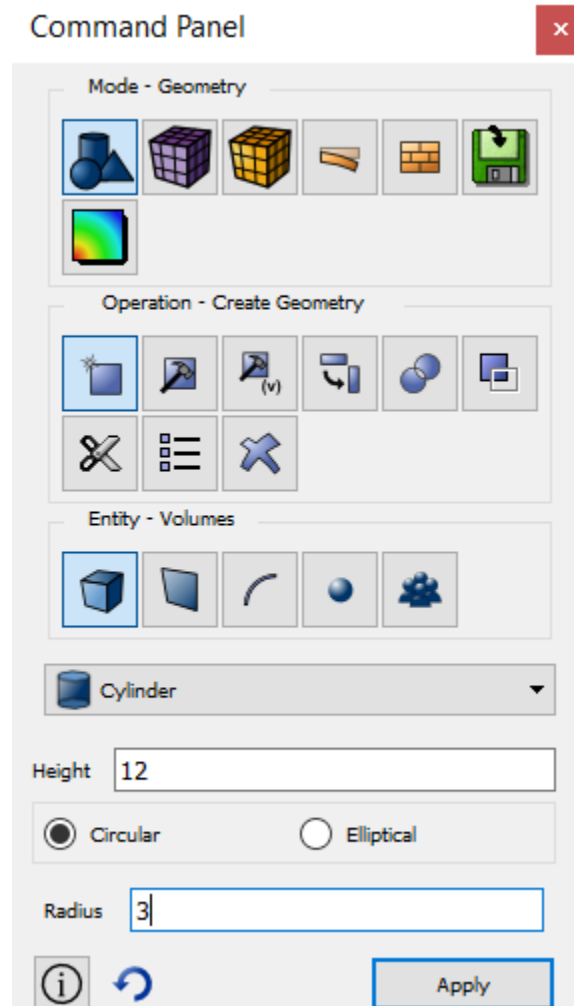 Command Panel
Mode - Geometry
Operation - Create Geometry
(v)
Entity - Volumes
Cylinder
Height 12
Circular Elliptical
Radius 3
Apply